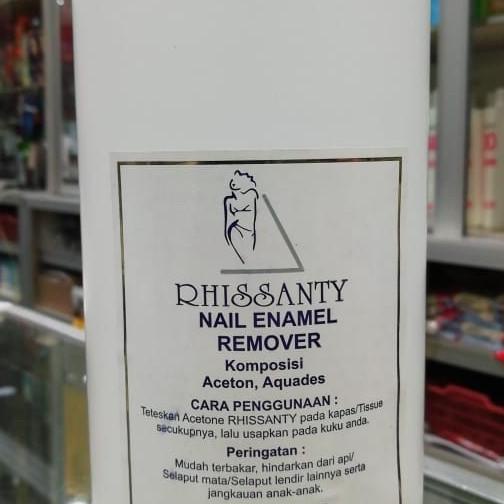 RHISSANTY
NAIL ENAMEL
REMOVER
Komposisi
Aceton, Aquades
CARA PENGGUNAAN :
Teteskan Acetone RHISSANTY pada kapas/Tissue
secukupnya, lalu usapkan pada kuku anda.
Peringatan :
Mudah terbakar, hindarkan dari api/
Selaput mata/Selaput lendir lainnya serta
jangkauan anak-anak.